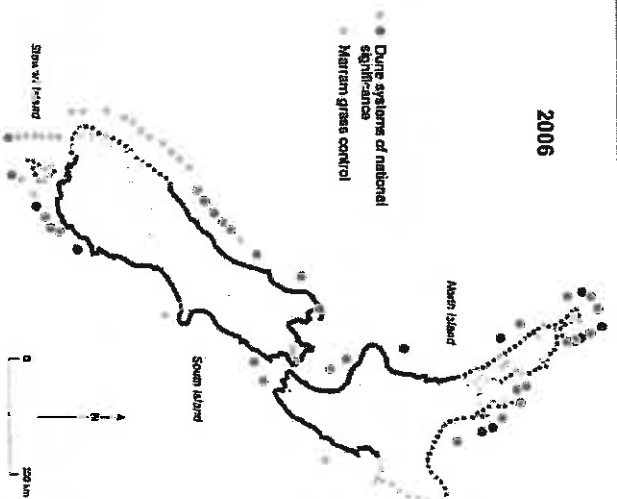 2006
Dune systems of national
significance
Marram grass control
North Island
South Island
Stewart Island
N
0